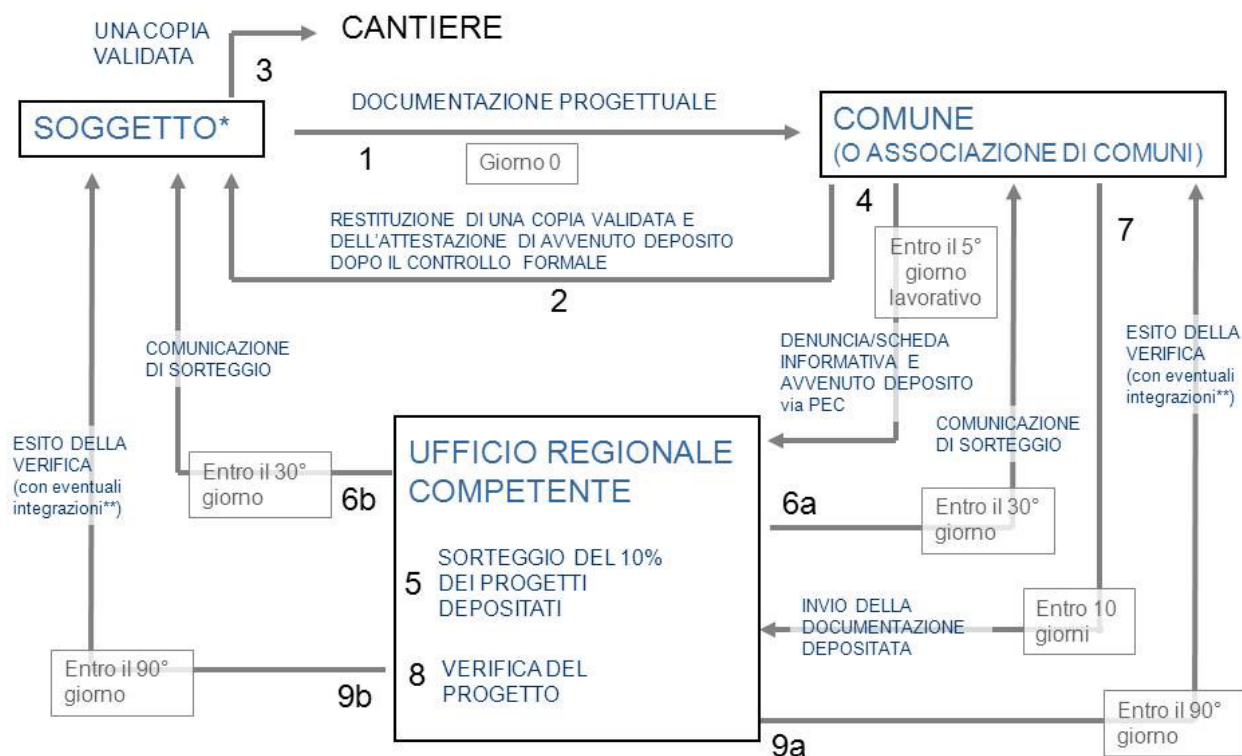 UNA COPIA
VALIDATA
CANTIERE
3
SOGGETTO*
DOCUMENTAZIONE PROGETTUALE
1
Giorno 0
COMUNE
(O ASSOCIAZIONE DI COMUNI)
RESTITUZIONE DI UNA COPIA VALIDATA E
DELL'ATTESTAZIONE DI AVVENUTO DEPOSITO
DOPO IL CONTROLLO FORMALE
2
4
Entro il 5°
giorno
lavorativo
7
DENUNCIA/SCHEDA
INFORMATIVA E
AVVENUTO DEPOSITO
via PEC
ESITO DELLA
VERIFICA
(con eventuali
integrazioni**)
COMUNICAZIONE
DI SORTEGGIO
COMUNICAZIONE
DI SORTEGGIO
ESITO DELLA
VERIFICA
(con eventuali
integrazioni**)
Entro il 30°
giorno
6b
UFFICIO REGIONALE
COMPETENTE
6a
Entro il 30°
giorno
5
SORTEGGIO DEL 10%
DEI PROGETTI
DEPOSITATI
INVIO DELLA
DOCUMENTAZIONE
DEPOSITATA
Entro 10
giorni
Entro il 90°
giorno
9b
8
VERIFICA DEL
PROGETTO
9a
Entro il 90°
giorno